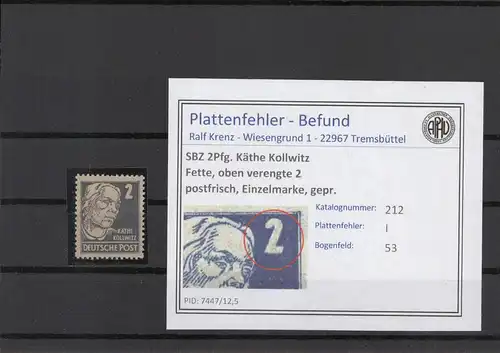 Plattenfehler - Befund
Ralf Krenz - Wiesengrund 1 - 22967 Tremsbüttel
SBZ 2Pfg. Käthe Kollwitz
Fette, oben verengte 2
postfrisch, Einzelmarke, gepr.
Katalognummer: 212
Plattenfehler: I
Bogenfeld: 53
2
PID: 7447/12,5
2
KÄTHE
KOLLWITZ
DEUTSCHE POST